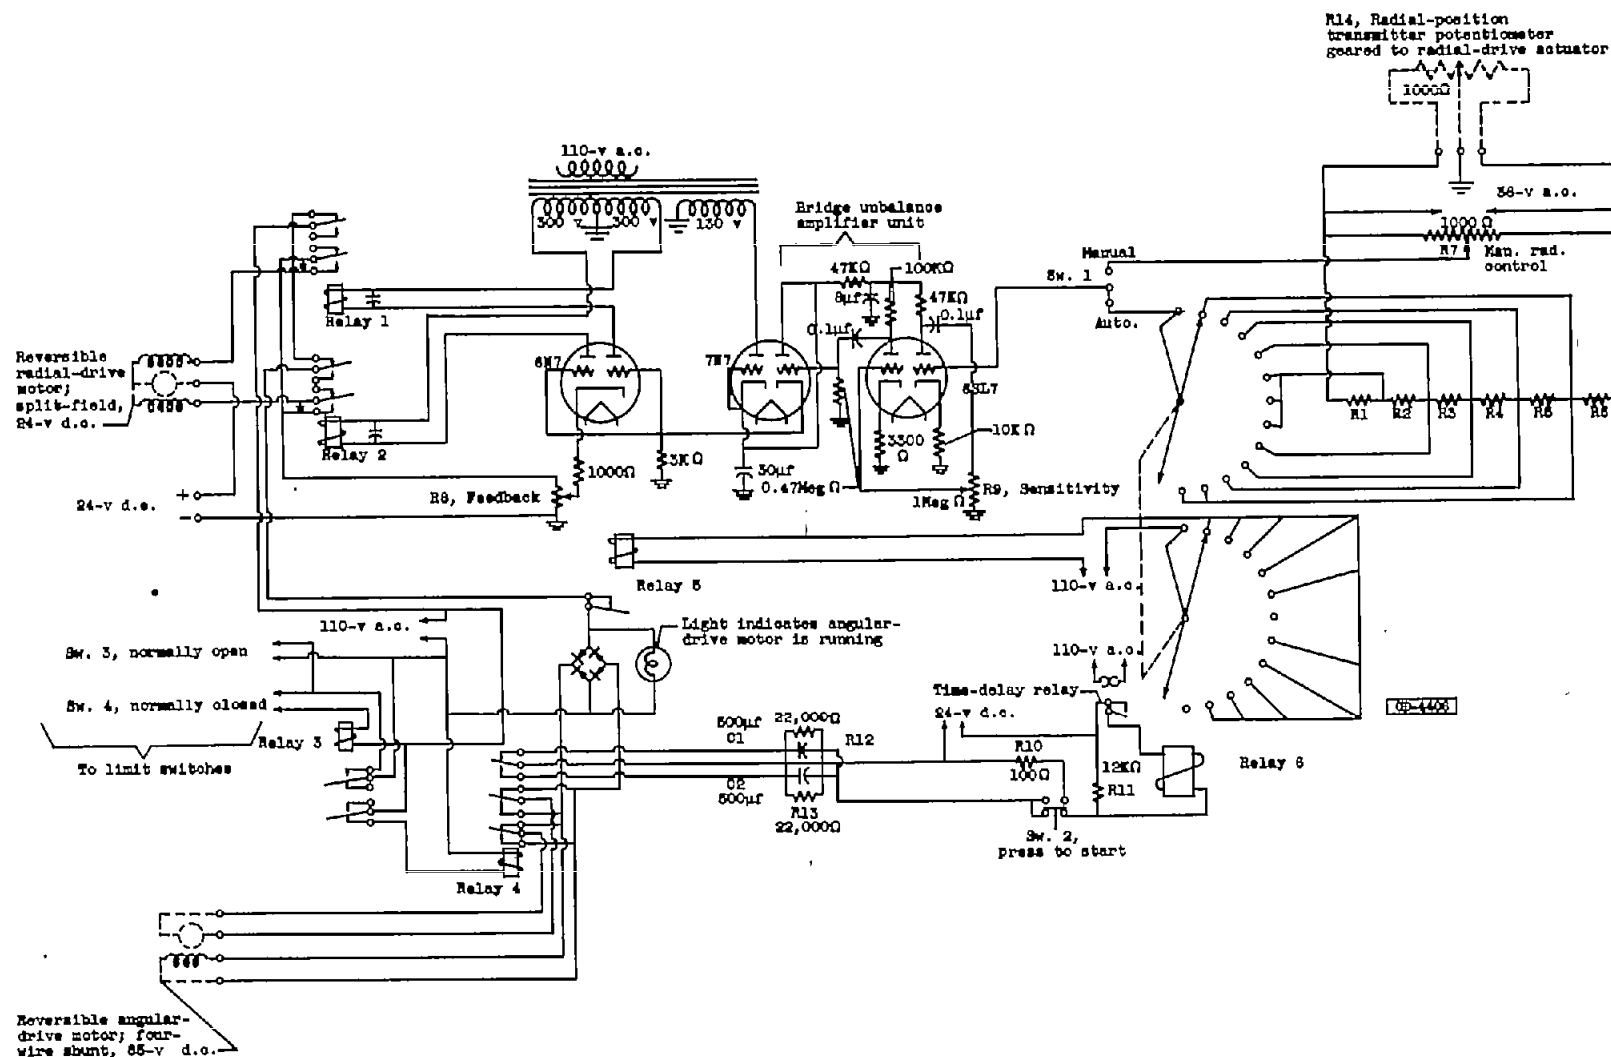 R14, Radial-position
transmitter potentiometer
geared to radial-drive actuator
1000Ω
110-v a.c.
38-v a.c.
300 v
300 v
130 v
Bridge unbalance
amplifier unit
1000 Ω
R7
Man. rad.
control
Manual
Sw. 1
Auto.
47KΩ
100KΩ
8μf
47KΩ
0.1μf
0.1μf
Relay 1
6N7
7N7
6SL7
Reversible
radial-drive
motor;
split-field,
24-v d.c.
R1
R2
R3
R4
R5
R6
Relay 2
1000Ω
3KΩ
3300
Ω
10KΩ
30μf
0.47Meg Ω
R8, Feedback
R9, Sensitivity
1Meg Ω
24-v d.c.
+
-
Relay 5
110-v a.c.
110-v a.c.
Light indicates angular-
drive motor is running
Sw. 3, normally open
110-v a.c.
Sw. 4, normally closed
Time-delay relay
24-v d.c.
CD-4406
Relay 3
To limit switches
500μf
C1
22,000Ω
R12
R10
100Ω
12KΩ
R11
Relay 6
C2
500μf
R13
22,000Ω
Sw. 2,
press to start
Relay 4
Reversible angular-
drive motor; four-
wire shunt, 85-v d.c.